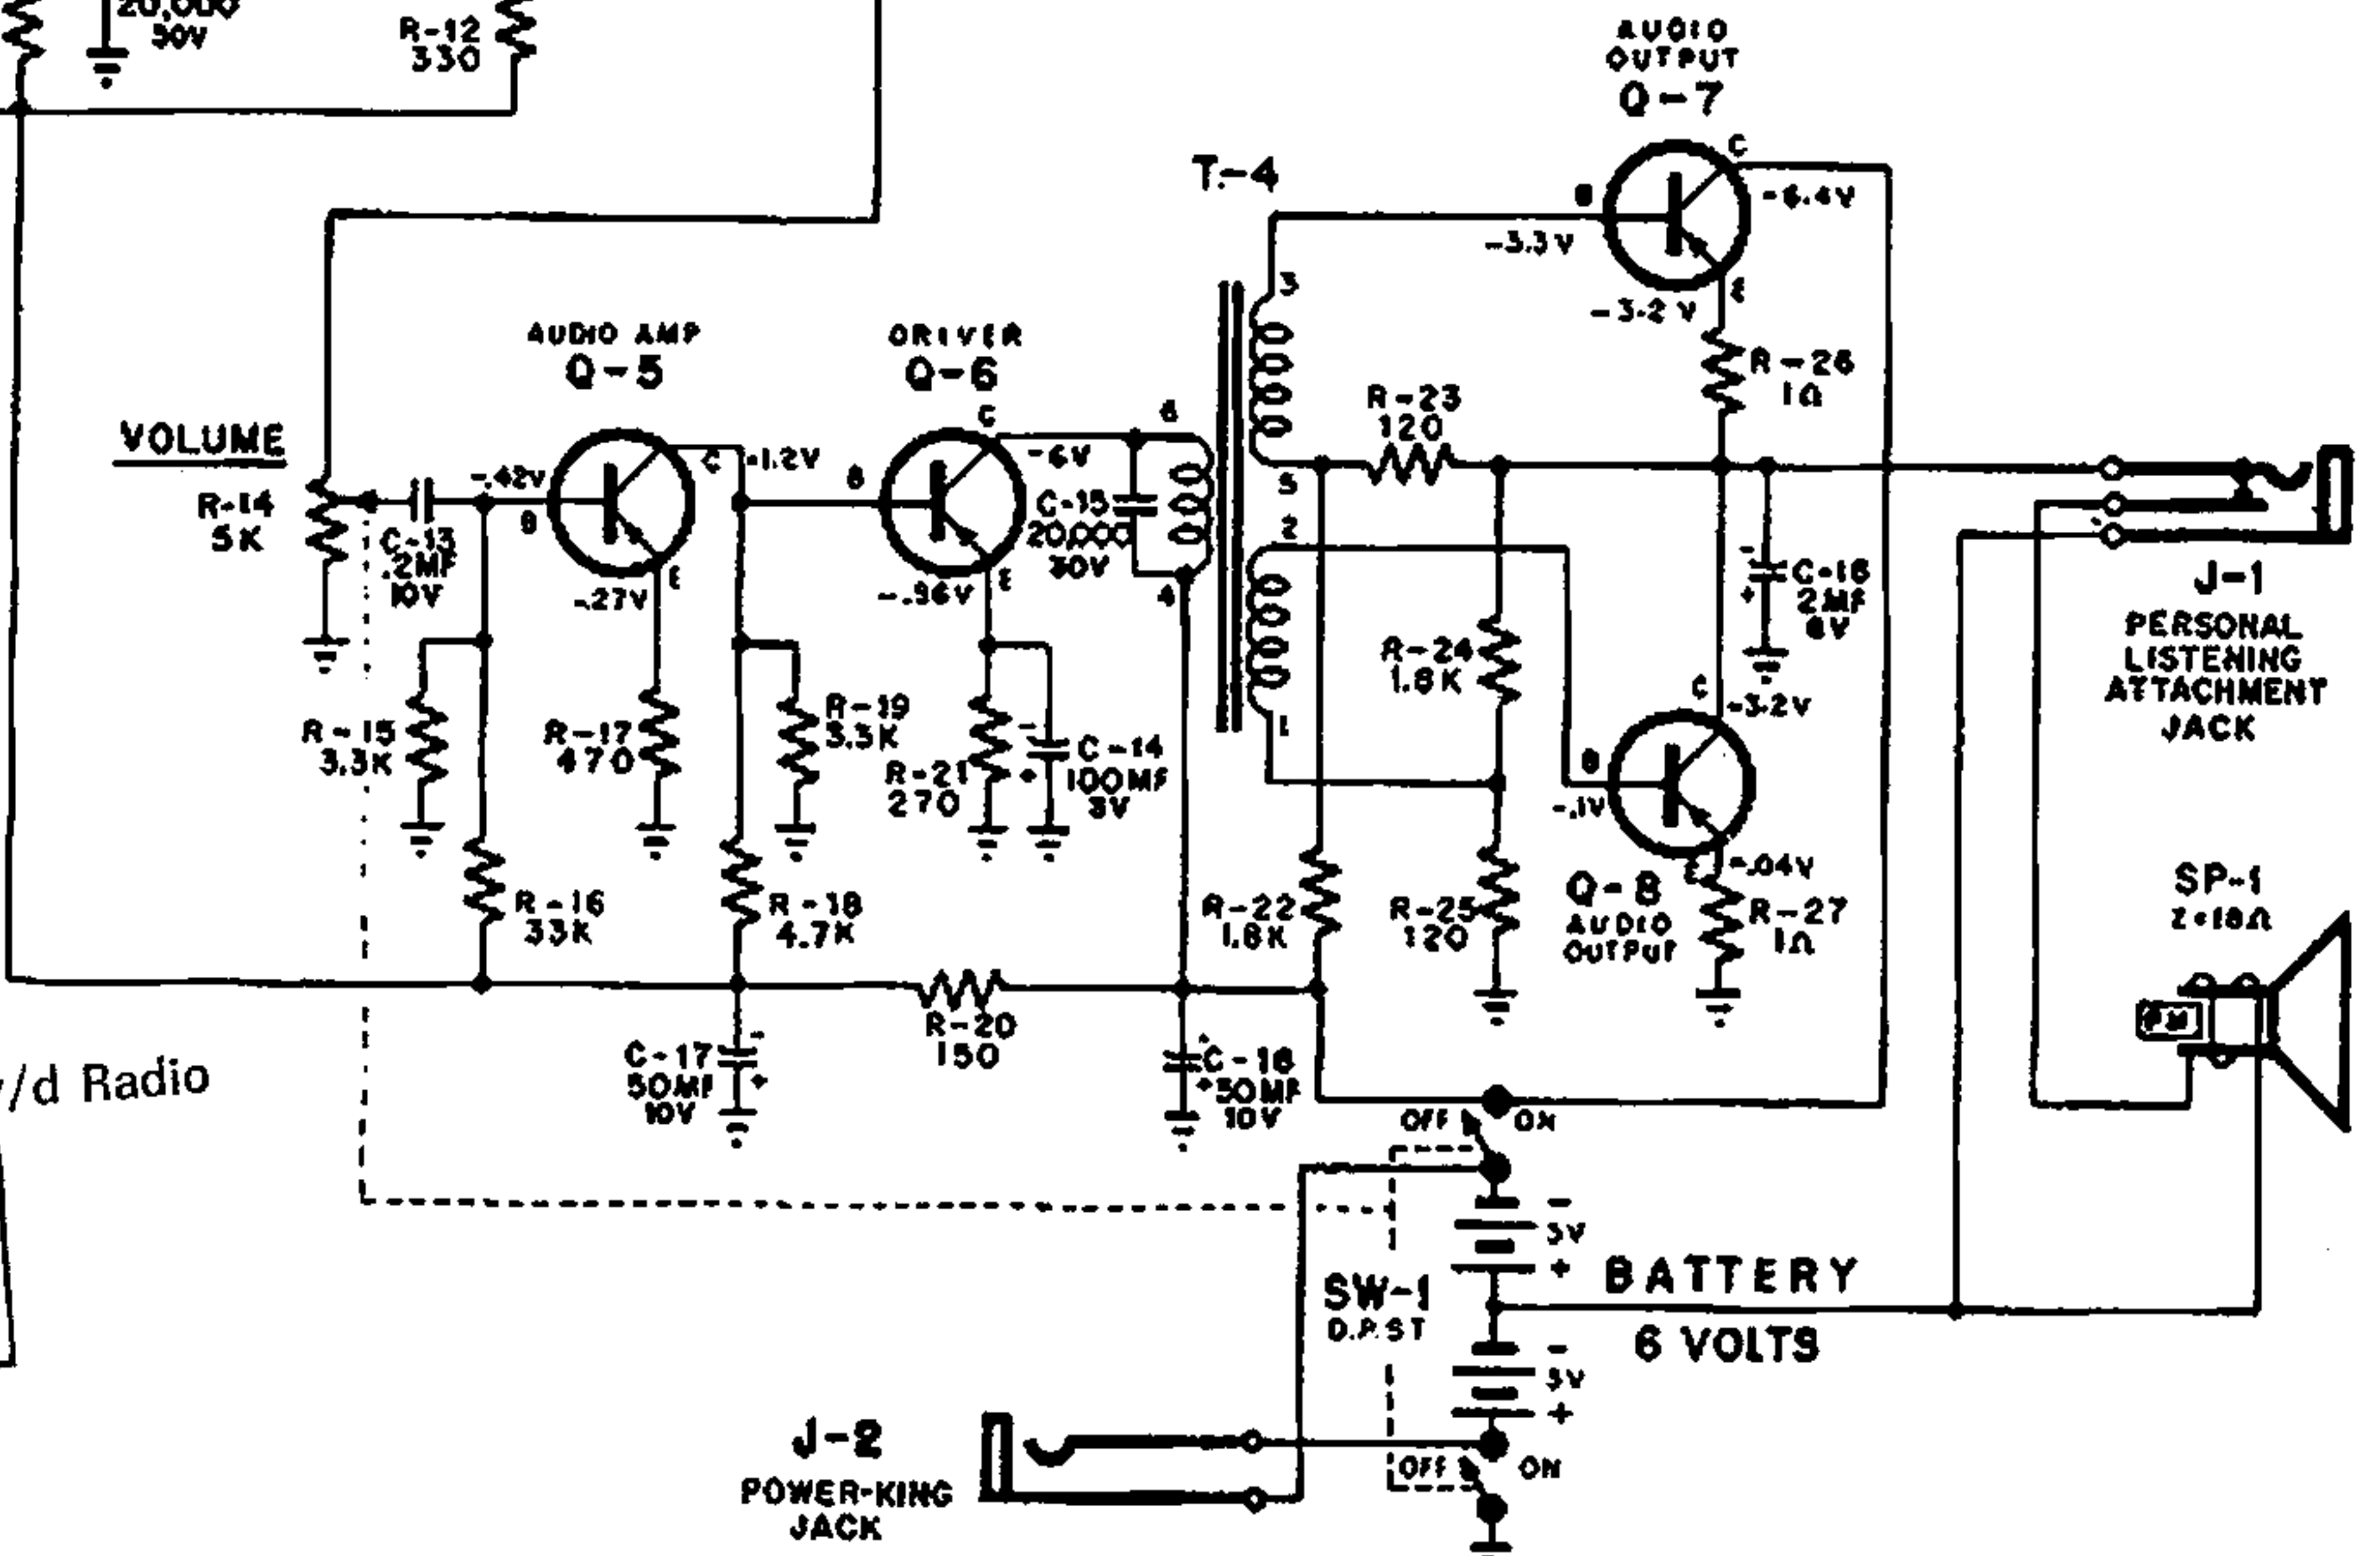 20,000
50V
R-12
330
AUDIO
OUTPUT
Q-7
C
-6.4V
B
-3.3V
E
-3.2V
R-26
1Ω
T-4
3
5
2
1
6
4
AUDIO AMP
Q-5
DRIVER
Q-6
VOLUME
R-14
5K
C-13
.2MF
10V
-.42V
B
C
-1.2V
E
-.27V
B
C
-6V
E
-.36V
C-15
20,000
30V
R-23
120
R-15
3.3K
R-17
470
R-19
3.3K
R-21
270
C-14
100MF
3V
-
+
R-24
1.8K
C
-3.2V
B
-.1V
E
-.04V
Q-8
AUDIO
OUTPUT
R-27
1Ω
-
+
C-16
2MF
6V
J-1
PERSONAL
LISTENING
ATTACHMENT
JACK
R-16
33K
R-18
4.7K
R-22
1.8K
R-25
120
SP-1
Z=18Ω
PM
R-20
150
C-17
50MF
10V
-
+
C-18
+50MF
10V
/d Radio
OFF
ON
-
3V
+
SW-1
D.P.ST
BATTERY
6 VOLTS
-
3V
+
OFF
ON
J-2
POWER-KING
JACK